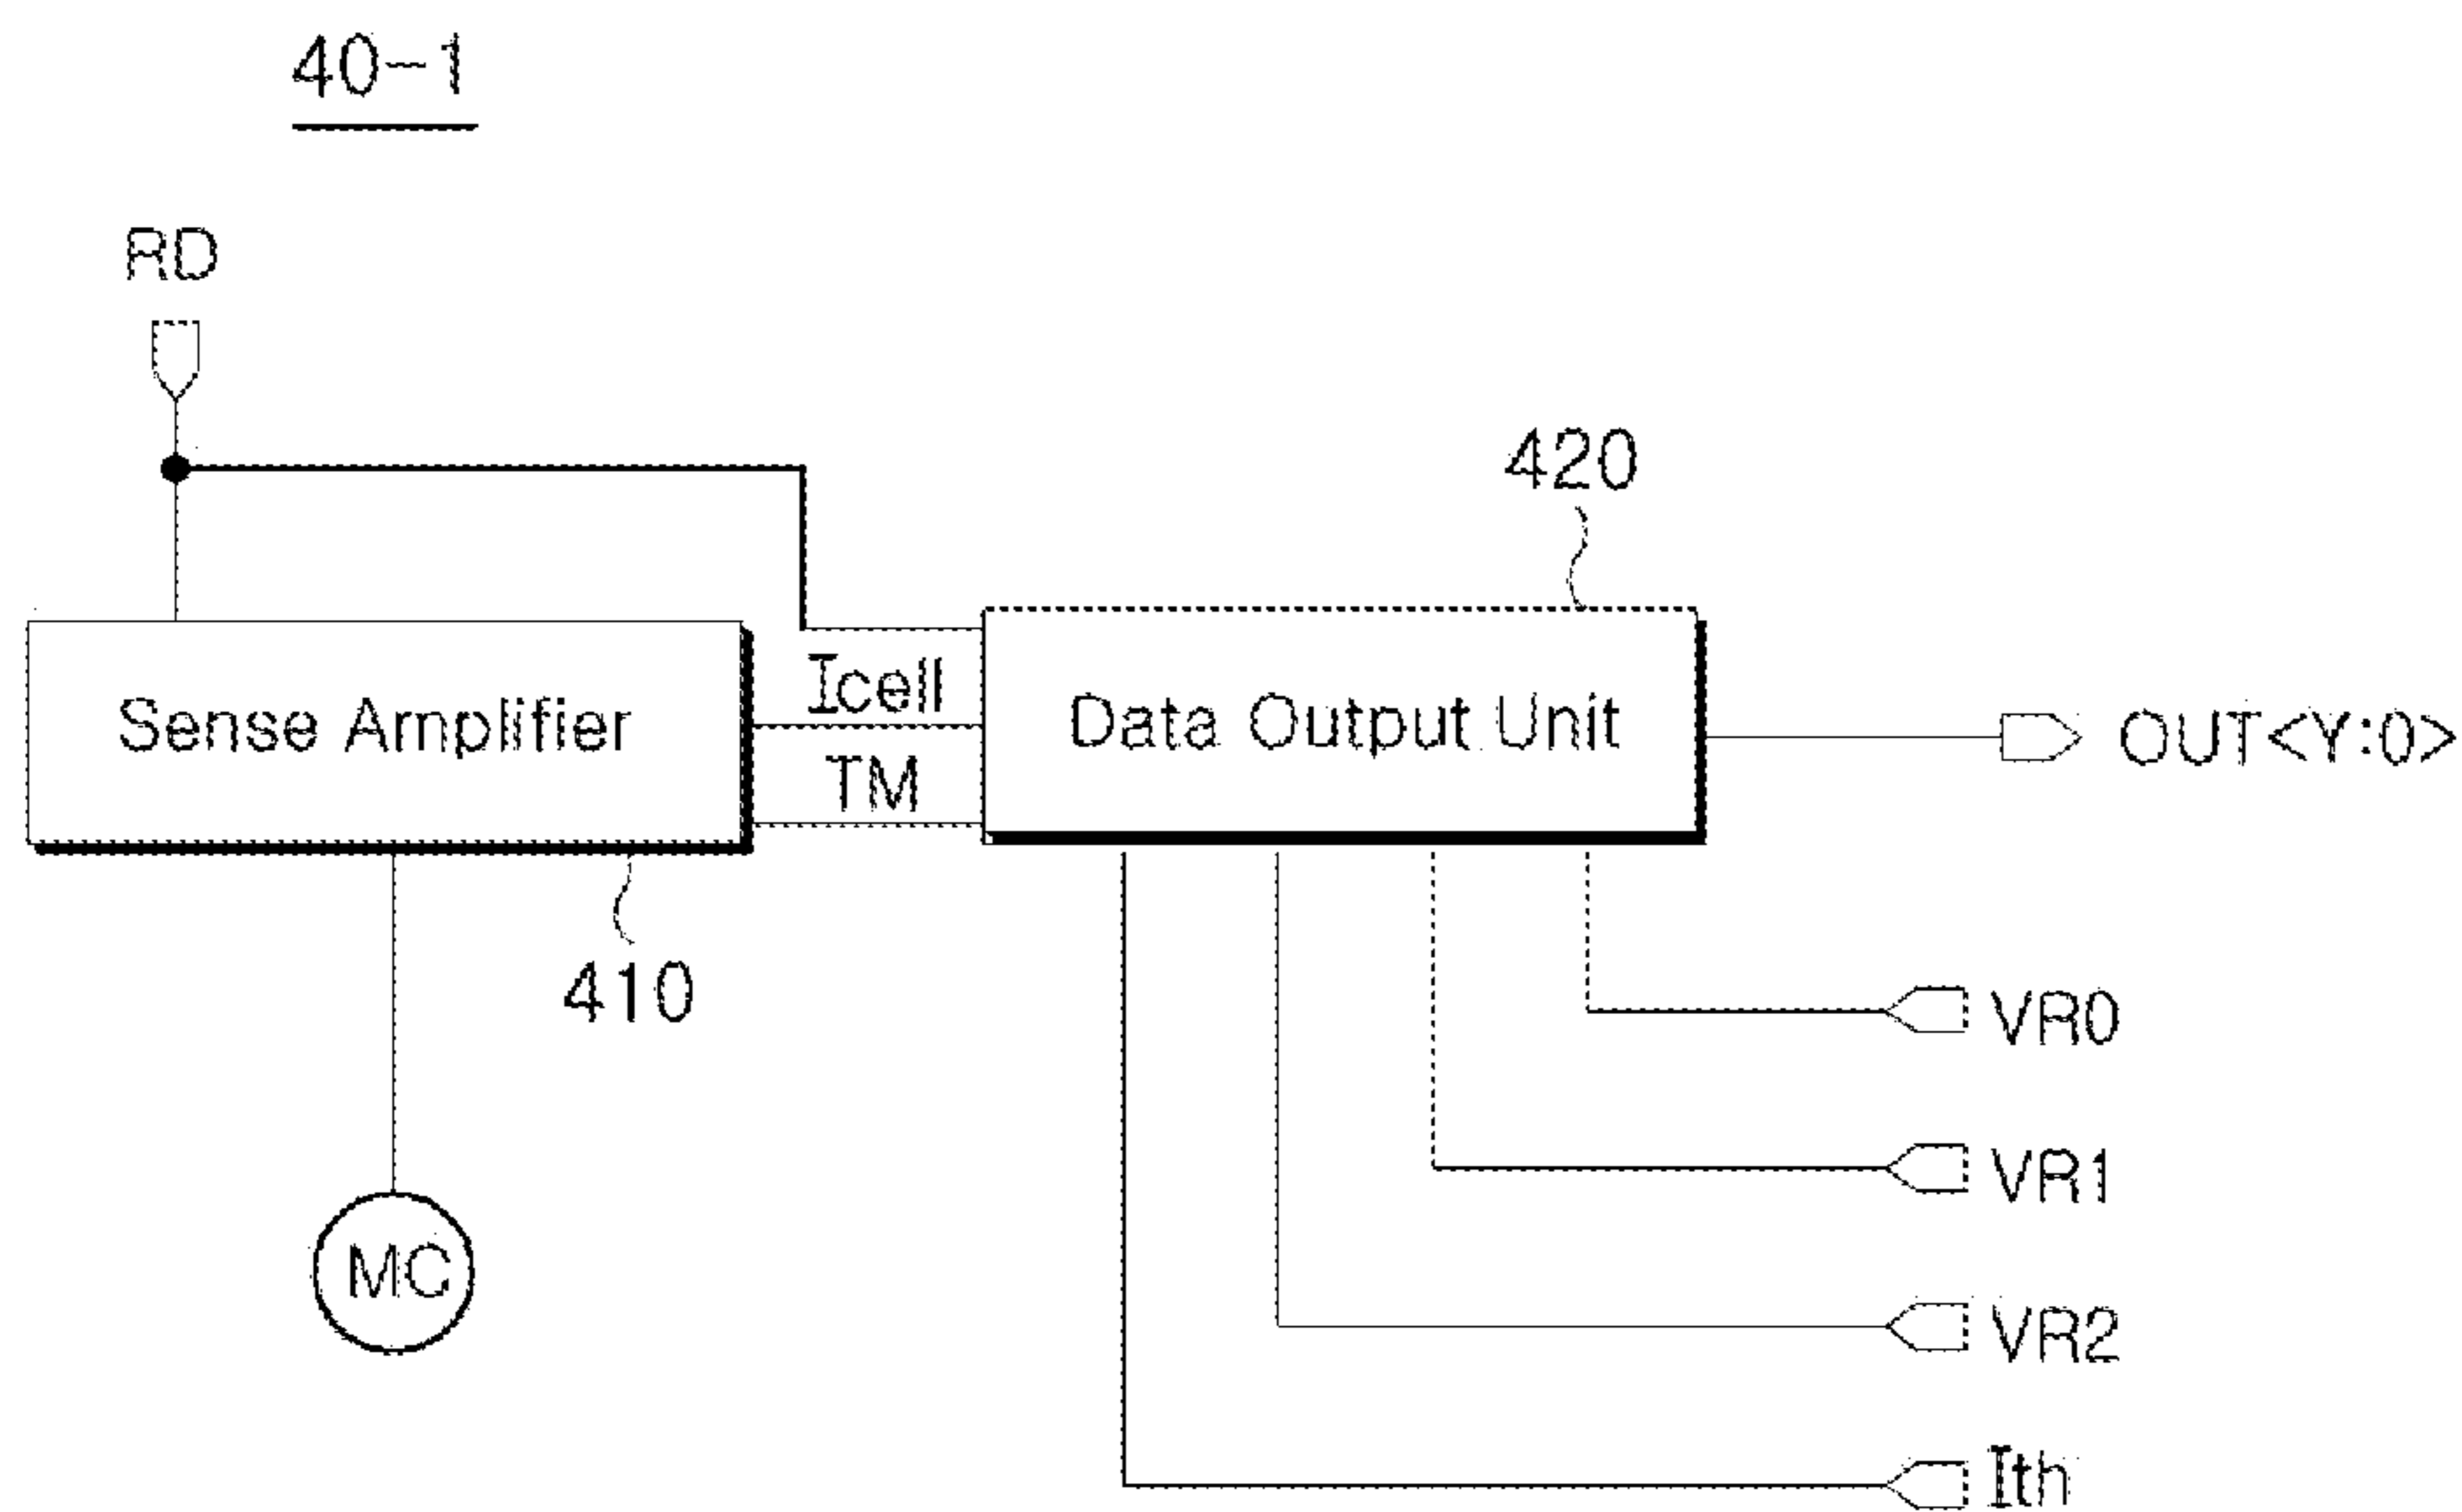 40-1
RD
420
Icell
Sense Amplifier
Data Output Unit
OUT<Y:0>
TM
410
VR0
MC
VR1
VR2
Ith